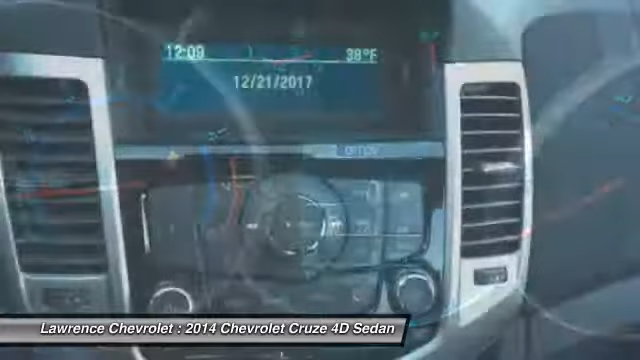 12:09 38°F
12/21/2017
Lawrence Chevrolet : 2014 Chevrolet Cruze 4D Sedan